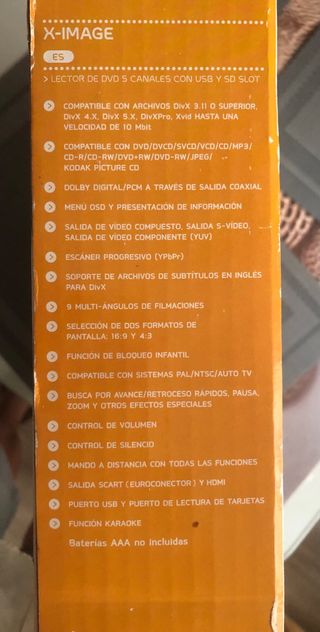 X-IMAGE
ES
> LECTOR DE DVD 5 CANALES CON USB Y SD SLOT
COMPATIBLE CON ARCHIVOS DivX 3.11 O SUPERIOR,
DivX 4.X, DivX 5.X, DivXPro, Xvid HASTA UNA
VELOCIDAD DE 10 Mbit
COMPATIBLE CON DVD/DVCD/SVCD/VCD/CD/MP3/
CD-R/CD-RW/DVD+RW/DVD-RW/JPEG/
KODAK PICTURE CD
DOLBY DIGITAL/PCM A TRAVÉS DE SALIDA COAXIAL
MENÚ OSD Y PRESENTACIÓN DE INFORMACIÓN
SALIDA DE VÍDEO COMPUESTO, SALIDA S-VÍDEO,
SALIDA DE VÍDEO COMPONENTE (YUV)
ESCÁNER PROGRESIVO (YPbPr)
SOPORTE DE ARCHIVOS DE SUBTÍTULOS EN INGLÉS
PARA DivX
9 MULTI-ÁNGULOS DE FILMACIONES
SELECCIÓN DE DOS FORMATOS DE
PANTALLA: 16:9 Y 4:3
FUNCIÓN DE BLOQUEO INFANTIL
COMPATIBLE CON SISTEMAS PAL/NTSC/AUTO TV
BUSCA POR AVANCE/RETROCESO RÁPIDOS, PAUSA,
ZOOM Y OTROS EFECTOS ESPECIALES
CONTROL DE VOLUMEN
CONTROL DE SILENCIO
MANDO A DISTANCIA CON TODAS LAS FUNCIONES
SALIDA SCART (EUROCONECTOR) Y HDMI
PUERTO USB Y PUERTO DE LECTURA DE TARJETAS
FUNCIÓN KARAOKE
Baterías AAA no incluidas